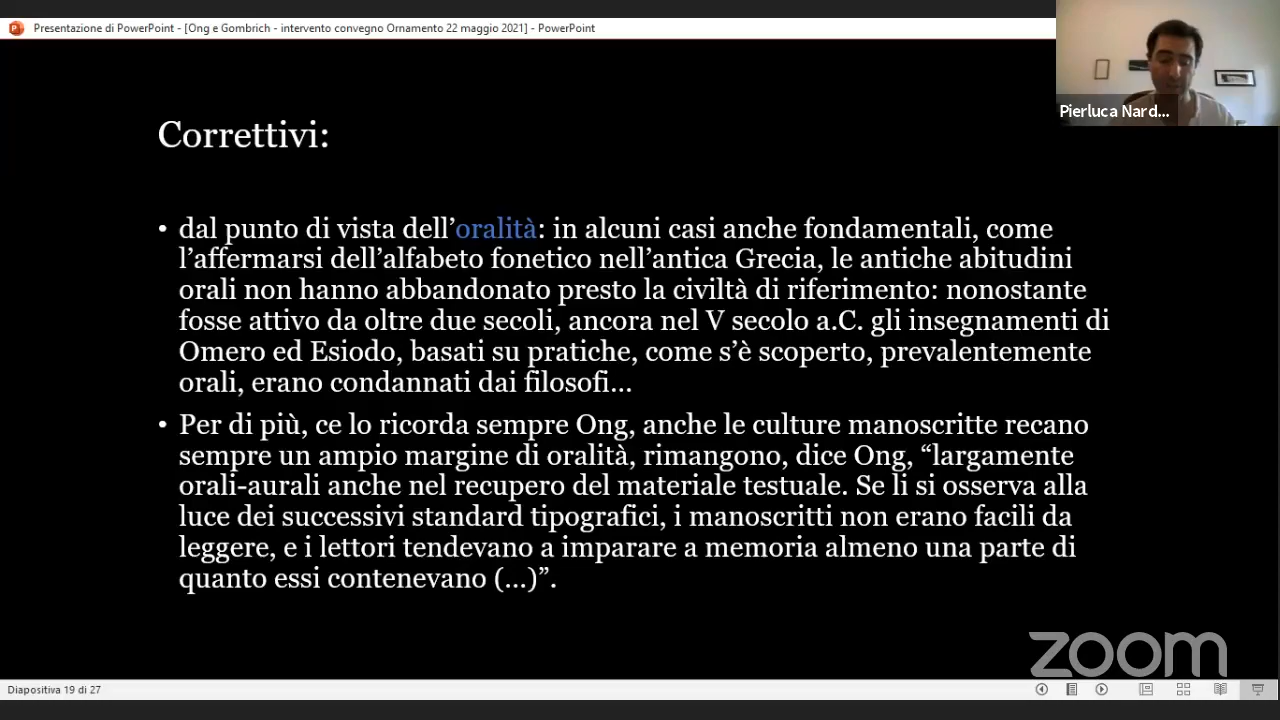 Presentazione di PowerPoint - [Ong e Gombrich - intervento convegno Ornamento 22 maggio 2021] - PowerPoint
Pierluca Nard...
Correttivi:
• dal punto di vista dell’oralità: in alcuni casi anche fondamentali, come
l’affermarsi dell’alfabeto fonetico nell’antica Grecia, le antiche abitudini
orali non hanno abbandonato presto la civiltà di riferimento: nonostante
fosse attivo da oltre due secoli, ancora nel V secolo a.C. gli insegnamenti di
Omero ed Esiodo, basati su pratiche, come s’è scoperto, prevalentemente
orali, erano condannati dai filosofi…
• Per di più, ce lo ricorda sempre Ong, anche le culture manoscritte recano
sempre un ampio margine di oralità, rimangono, dice Ong, “largamente
orali-aurali anche nel recupero del materiale testuale. Se li si osserva alla
luce dei successivi standard tipografici, i manoscritti non erano facili da
leggere, e i lettori tendevano a imparare a memoria almeno una parte di
quanto essi contenevano (…)”.
zoom
Diapositiva 19 di 27